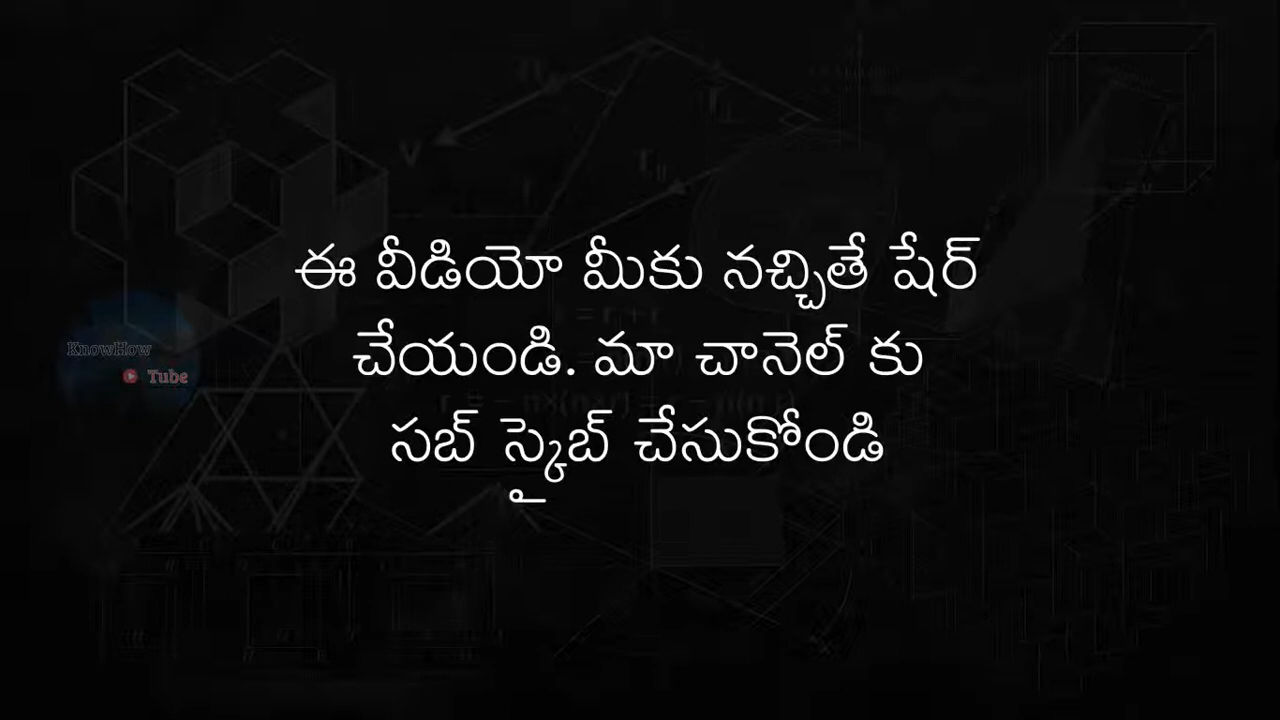 ఈ వీడియో మీకు నచ్చితే షేర్
చేయండి. మా చానెల్ కు
సబ్ స్కైబ్ చేసుకోండి
KnowHow
Tube